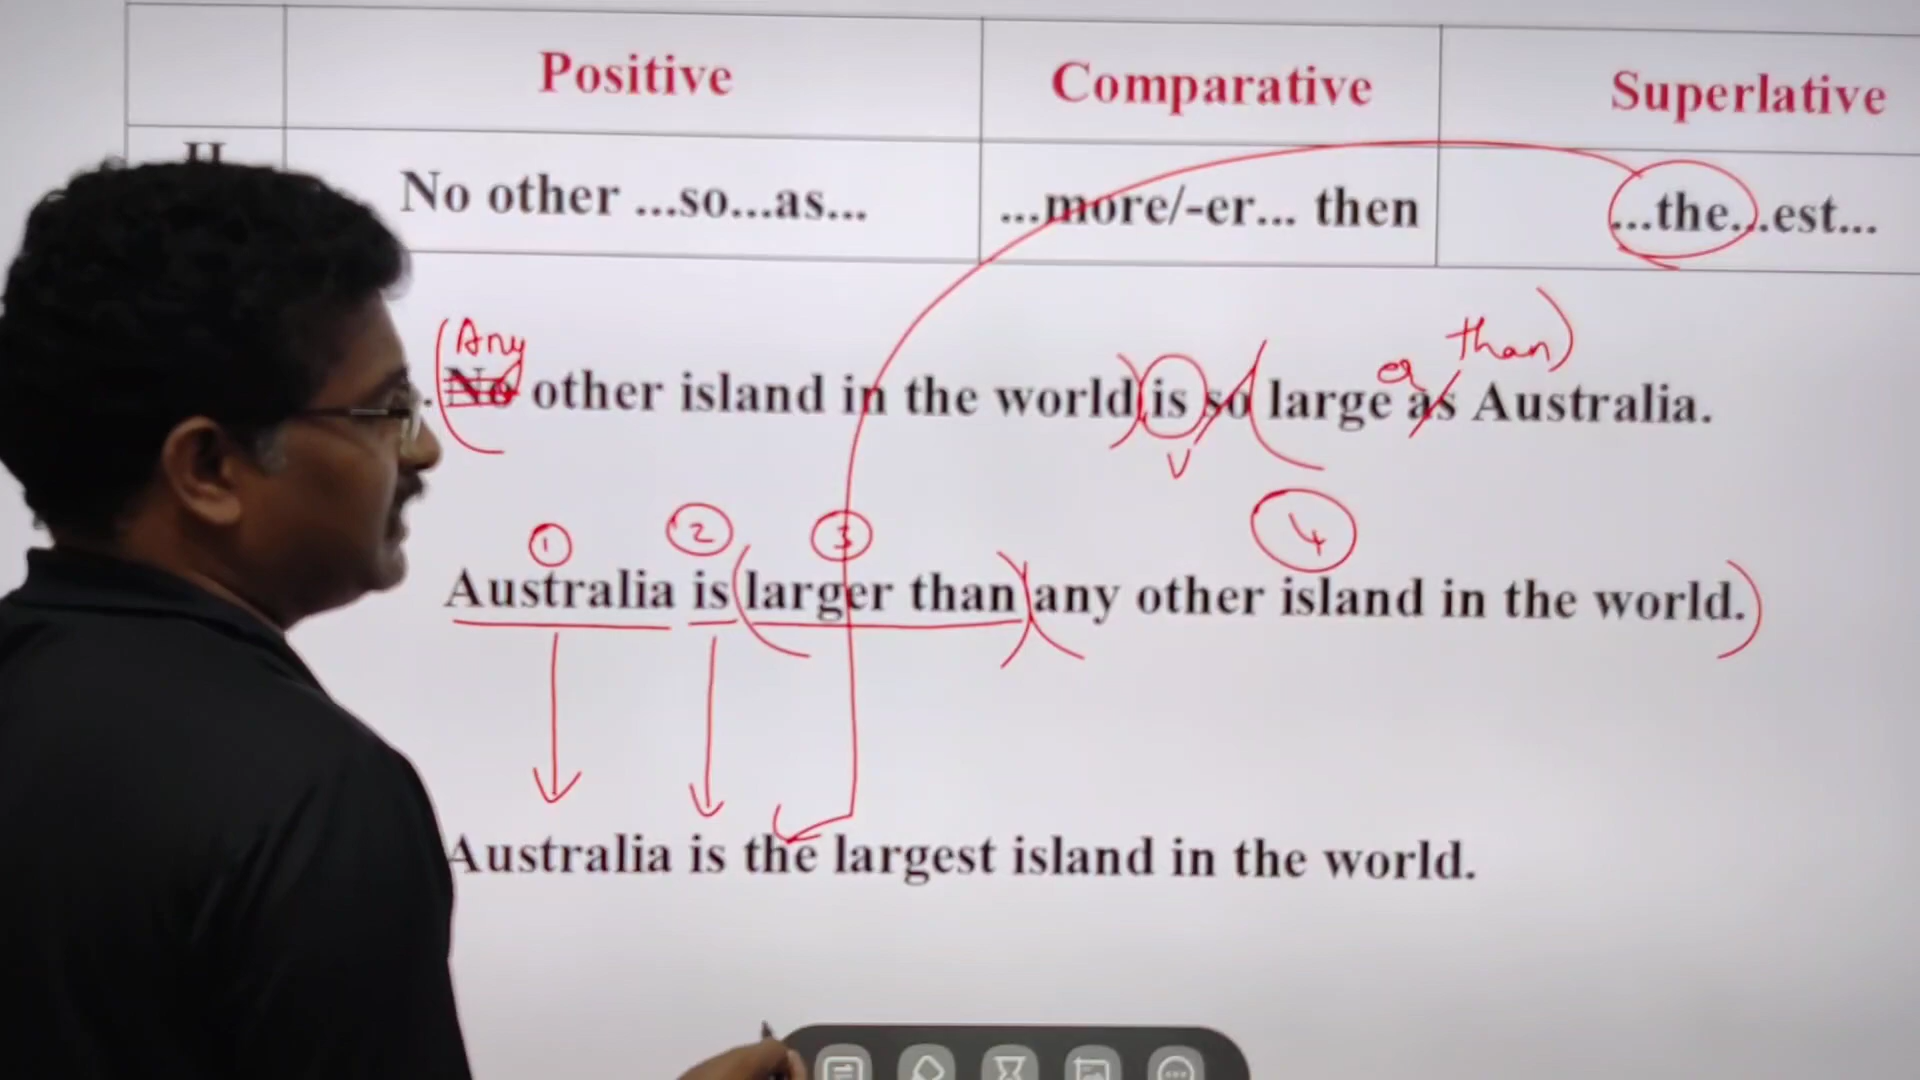 Positive Comparative Superlative
II No other ...so...as... ...more/-er... then ...the...est...
Any er than
. No other island in the world is so large as Australia.
V
1 2 3 4
Australia is larger than any other island in the world.
Australia is the largest island in the world.